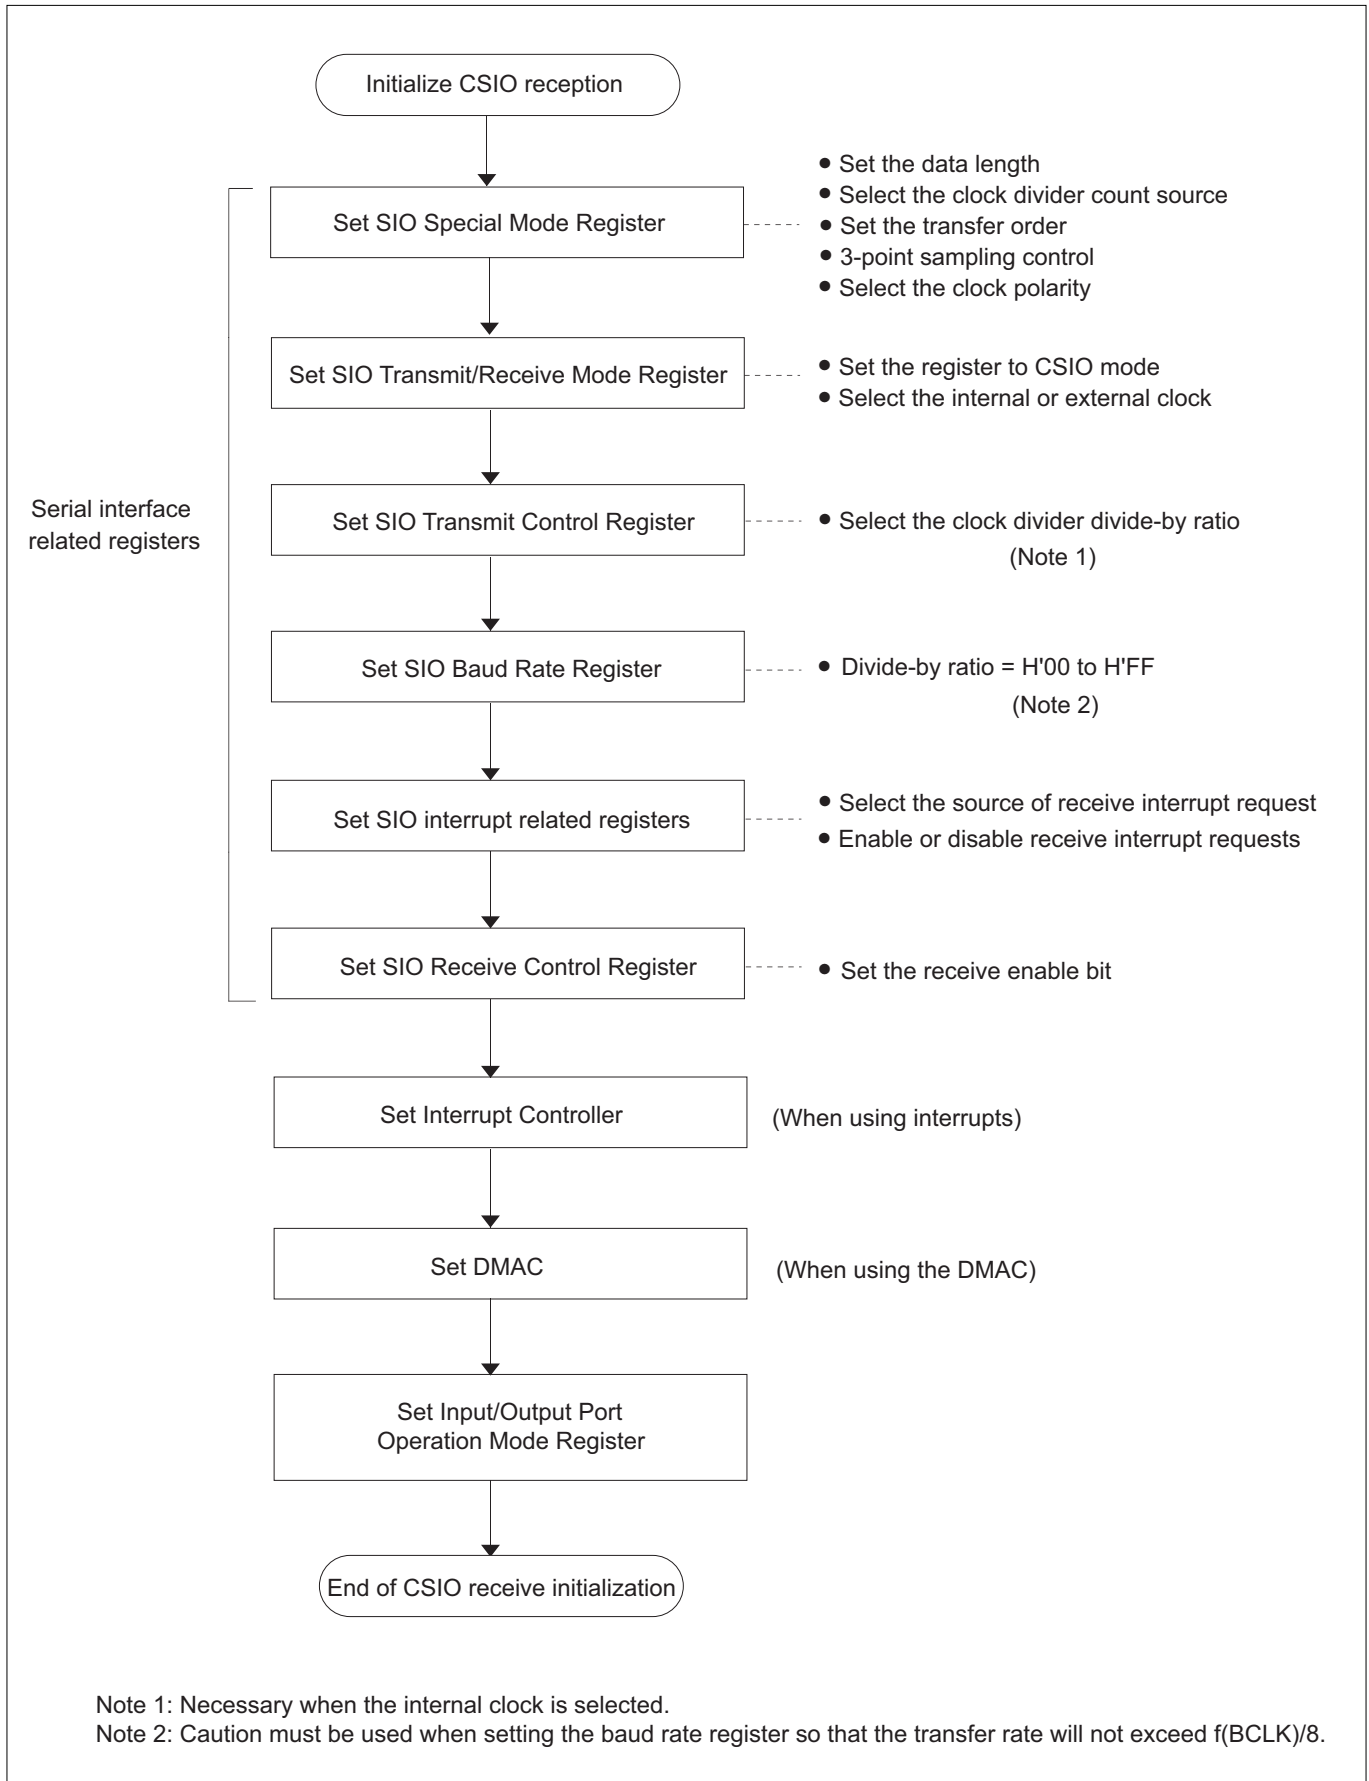 Initialize CSIO reception
Set SIO Special Mode Register
● Set the data length
● Select the clock divider count source
● Set the transfer order
● 3-point sampling control
● Select the clock polarity
Set SIO Transmit/Receive Mode Register
● Set the register to CSIO mode
● Select the internal or external clock
Serial interface
related registers
Set SIO Transmit Control Register
● Select the clock divider divide-by ratio
(Note 1)
Set SIO Baud Rate Register
● Divide-by ratio = H'00 to H'FF
(Note 2)
Set SIO interrupt related registers
● Select the source of receive interrupt request
● Enable or disable receive interrupt requests
Set SIO Receive Control Register
● Set the receive enable bit
Set Interrupt Controller
(When using interrupts)
Set DMAC
(When using the DMAC)
Set Input/Output Port
Operation Mode Register
End of CSIO receive initialization
Note 1: Necessary when the internal clock is selected.
Note 2: Caution must be used when setting the baud rate register so that the transfer rate will not exceed f(BCLK)/8.